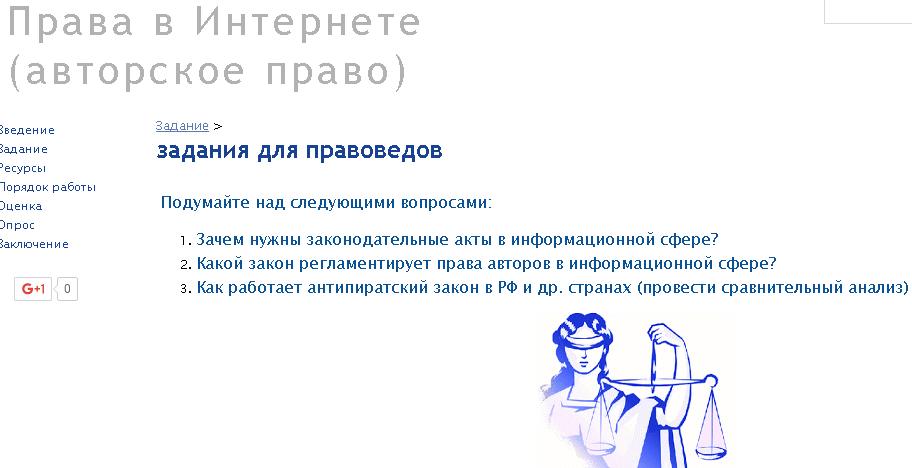 Права в Интернете
(авторское право)
Введение
Задание
Ресурсы
Порядок работы
Оценка
Опрос
Заключение
G+1 0
Задание >
задания для правоведов
Подумайте над следующими вопросами:
1. Зачем нужны законодательные акты в информационной сфере?
2. Какой закон регламентирует права авторов в информационной сфере?
3. Как работает антипиратский закон в РФ и др. странах (провести сравнительный анализ)